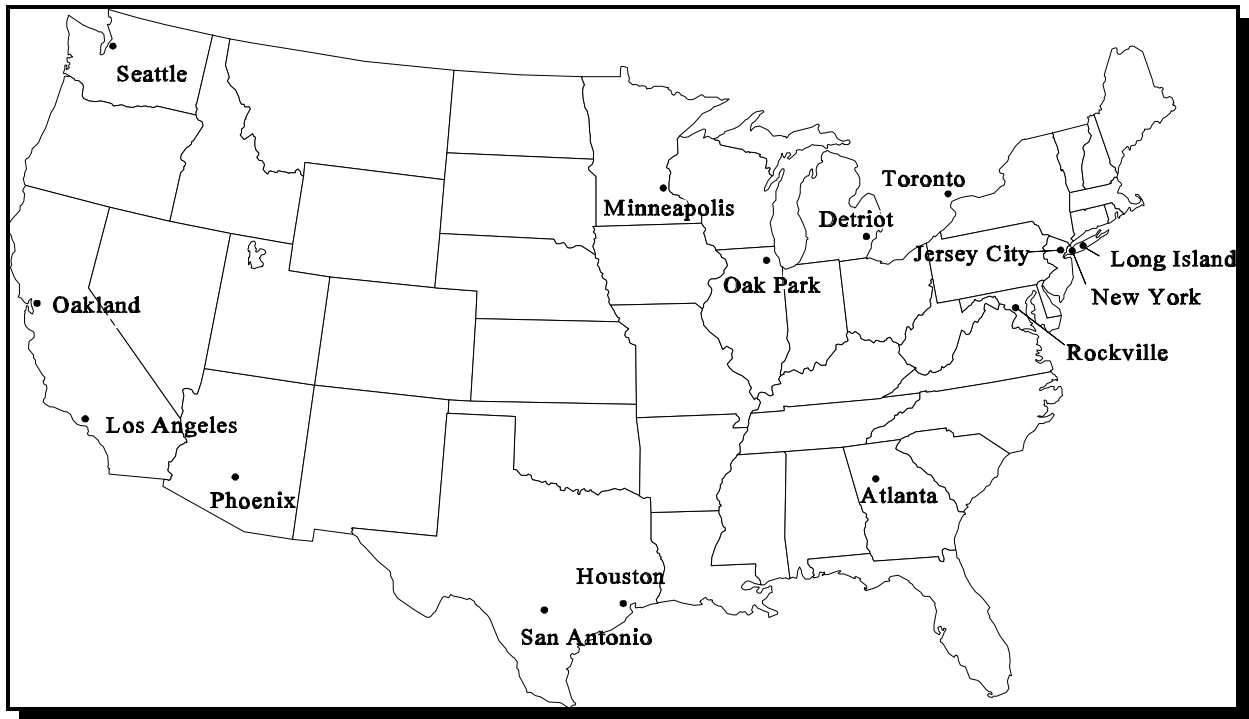 Seattle
Toronto
Minneapolis
Detriot
Jersey City
Long Island
Oak Park
New York
Oakland
Rockville
Los Angeles
Phoenix
Atlanta
Houston
San Antonio